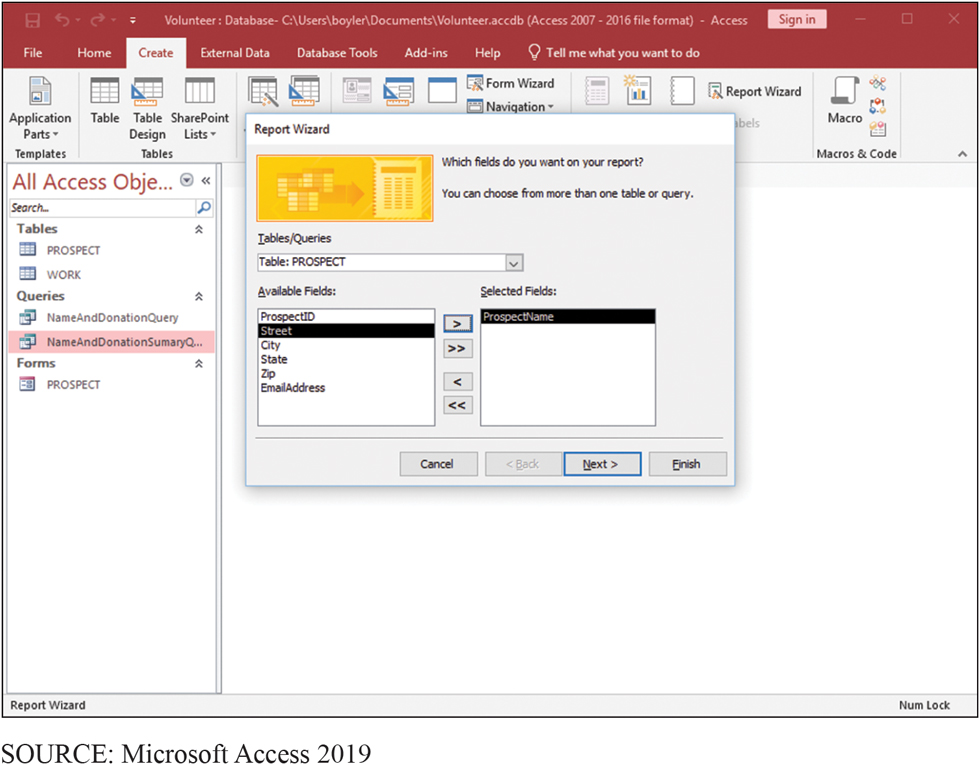 Volunteer : Database- C:\Users\boyler\Documents\Volunteer.accdb (Access 2007 - 2016 file format) - Access Sign in
File Home Create External Data Database Tools Add-ins Help Tell me what you want to do
Application Parts
Table
Table Design
SharePoint Lists
Form Wizard
Navigation
Report Wizard
abels
Macro
Templates
Tables
Macros & Code
All Access Obje...
Search...
Tables
PROSPECT
WORK
Queries
NameAndDonationQuery
NameAndDonationSumaryQ...
Forms
PROSPECT
Report Wizard
Which fields do you want on your report?
You can choose from more than one table or query.
Tables/Queries
Table: PROSPECT
Available Fields:
ProspectID
Street
City
State
Zip
EmailAddress
>
>>
<
<<
Selected Fields:
ProspectName
Cancel < Back Next > Finish
Report Wizard Num Lock
SOURCE: Microsoft Access 2019